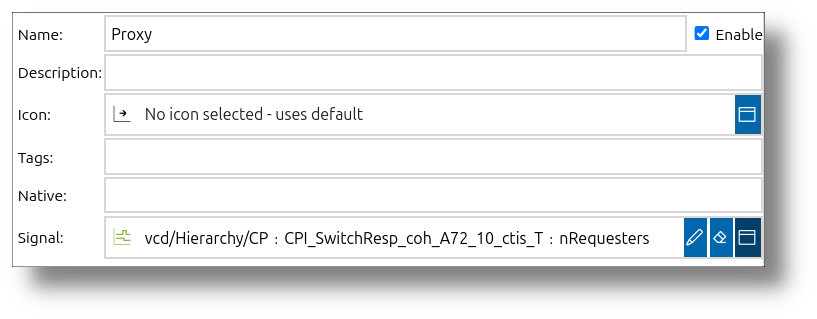 Name: Proxy Enable
Description:
Icon: No icon selected - uses default
Tags:
Native:
Signal: vcd/Hierarchy/CP : CPI_SwitchResp_coh_A72_10_ctis_T : nRequesters